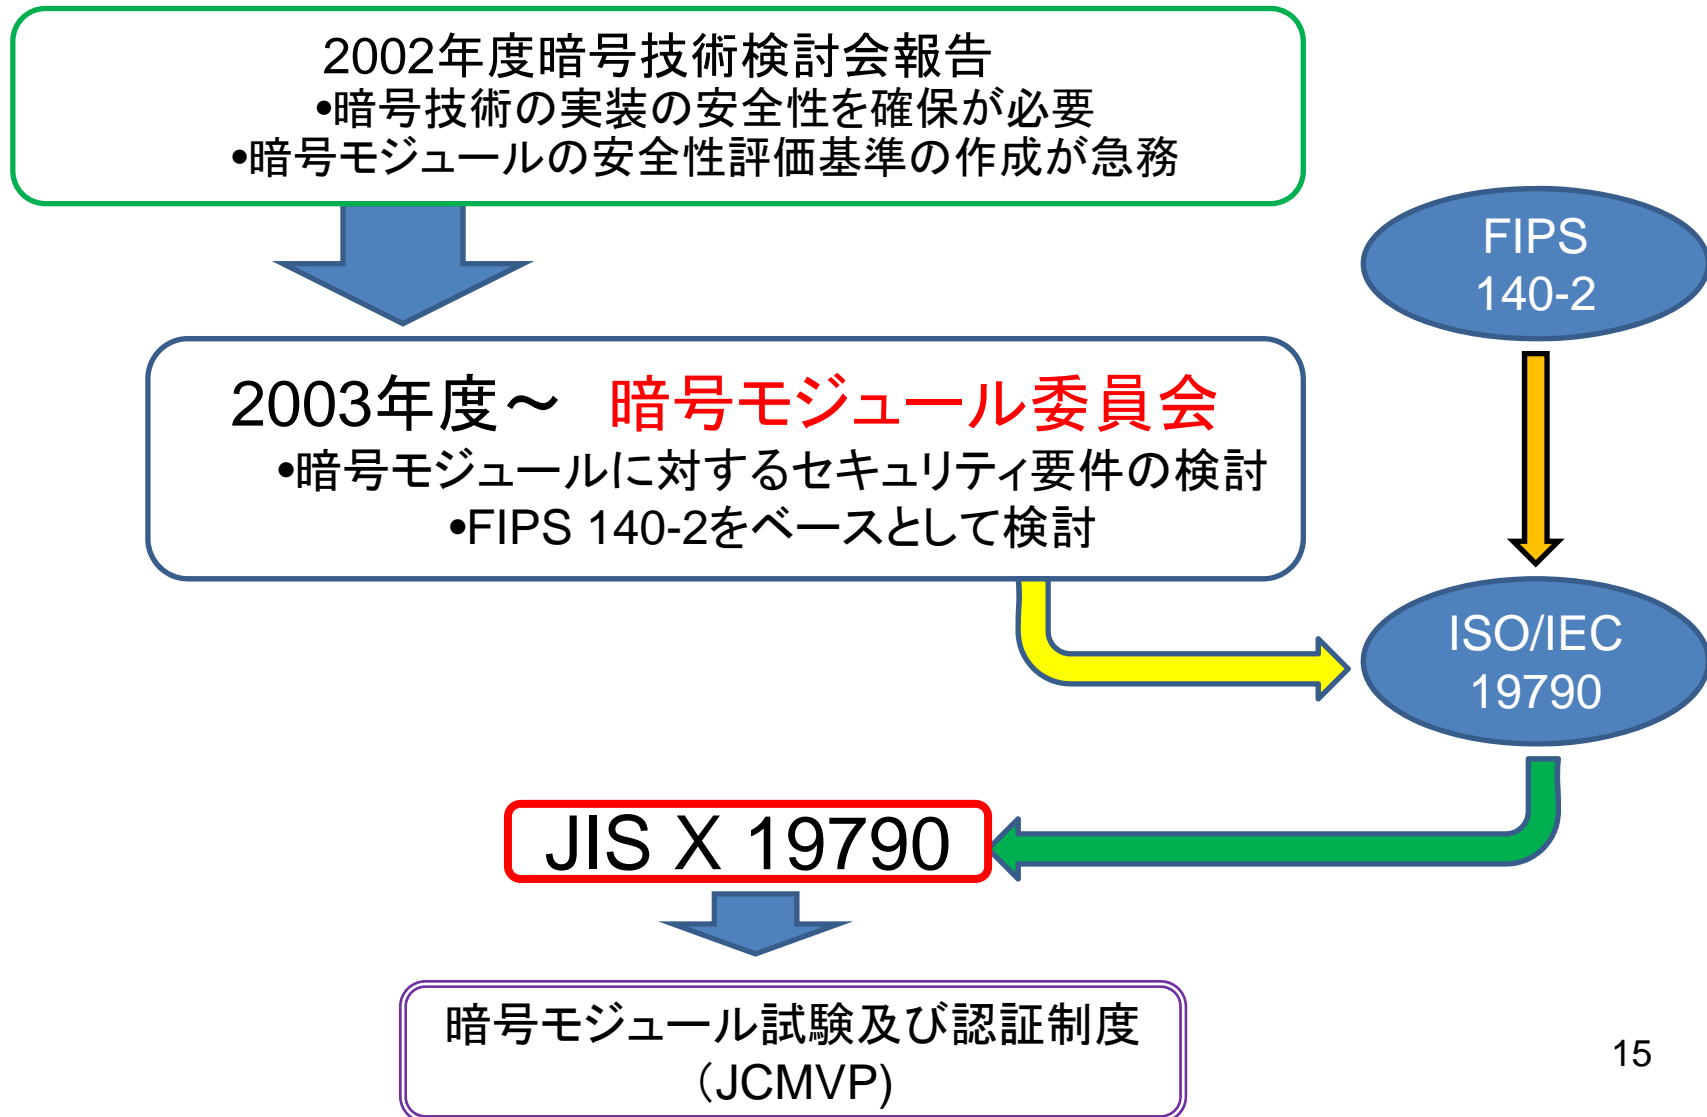 2002年度暗号技術検討会報告
•暗号技術の実装の安全性を確保が必要
•暗号モジュールの安全性評価基準の作成が急務
FIPS
140-2
2003年度～　暗号モジュール委員会
•暗号モジュールに対するセキュリティ要件の検討
•FIPS 140-2をベースとして検討
ISO/IEC
19790
JIS X 19790
暗号モジュール試験及び認証制度
（JCMVP)
15